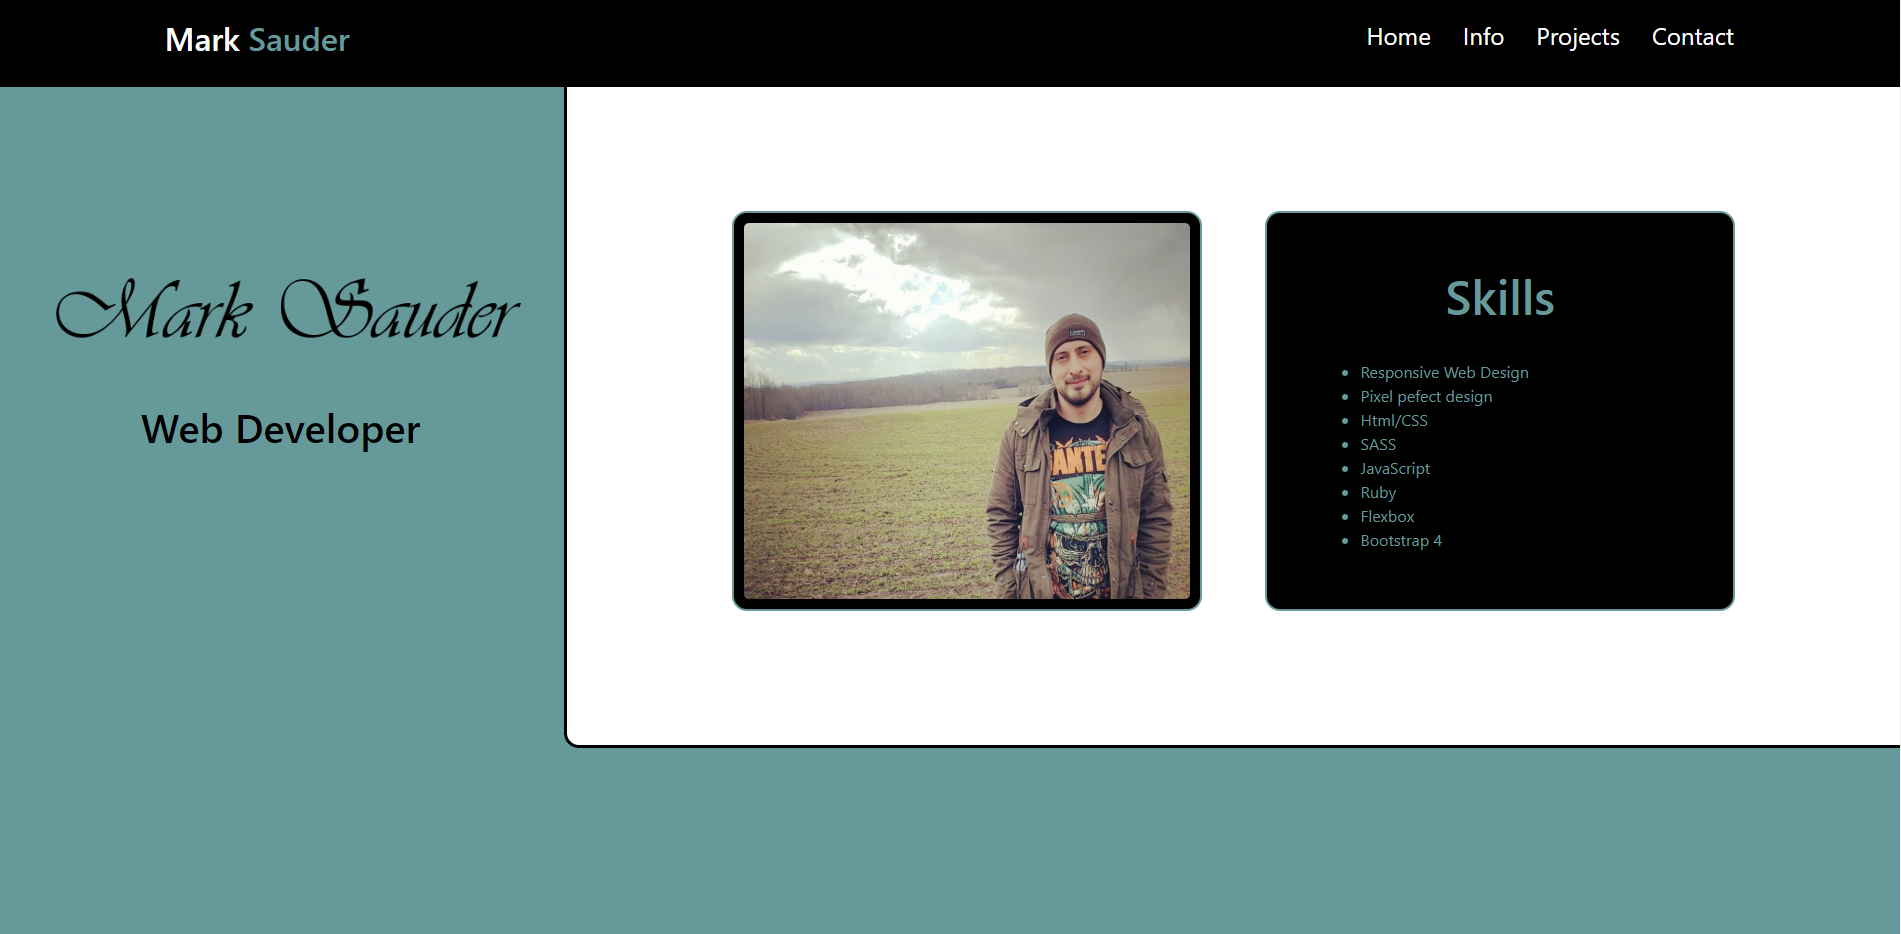 Mark Sauder
Home Info Projects Contact
Mark Sauder
Web Developer
Skills
Responsive Web Design
Pixel pefect design
Html/CSS
SASS
JavaScript
Ruby
Flexbox
Bootstrap 4